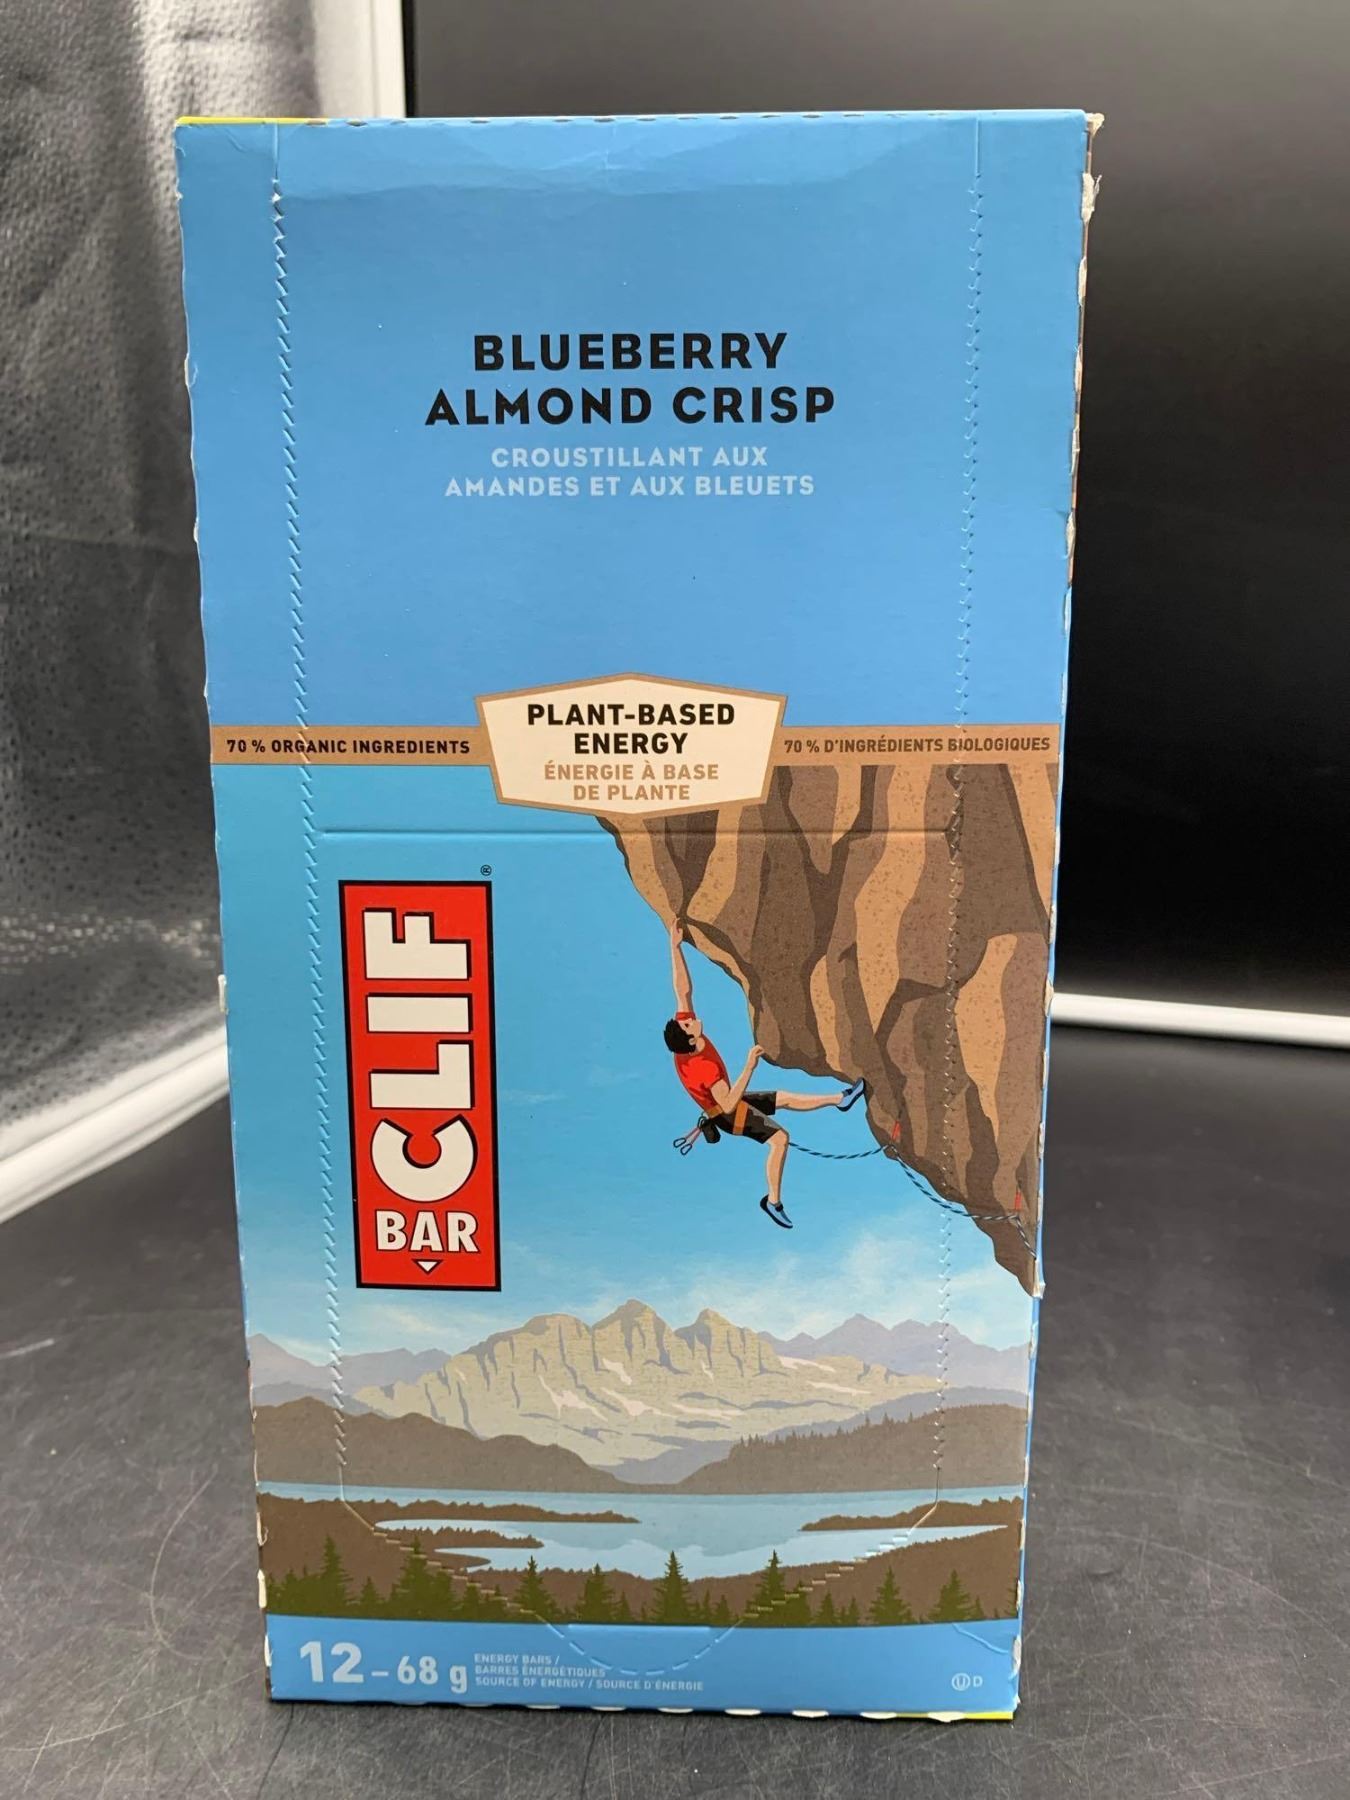 BLUEBERRY
ALMOND CRISP
CROUSTILLANT AUX
AMANDES ET AUX BLEUETS
PLANT-BASED
ENERGY
ÉNERGIE À BASE
DE PLANTE
70 % ORGANIC INGREDIENTS
70 % D'INGRÉDIENTS BIOLOGIQUES
CLIF®
BAR
12-68 g
ENERGY BARS /
BARRES ÉNERGÉTIQUES
SOURCE OF ENERGY / SOURCE D'ÉNERGIE
Ⓤ D